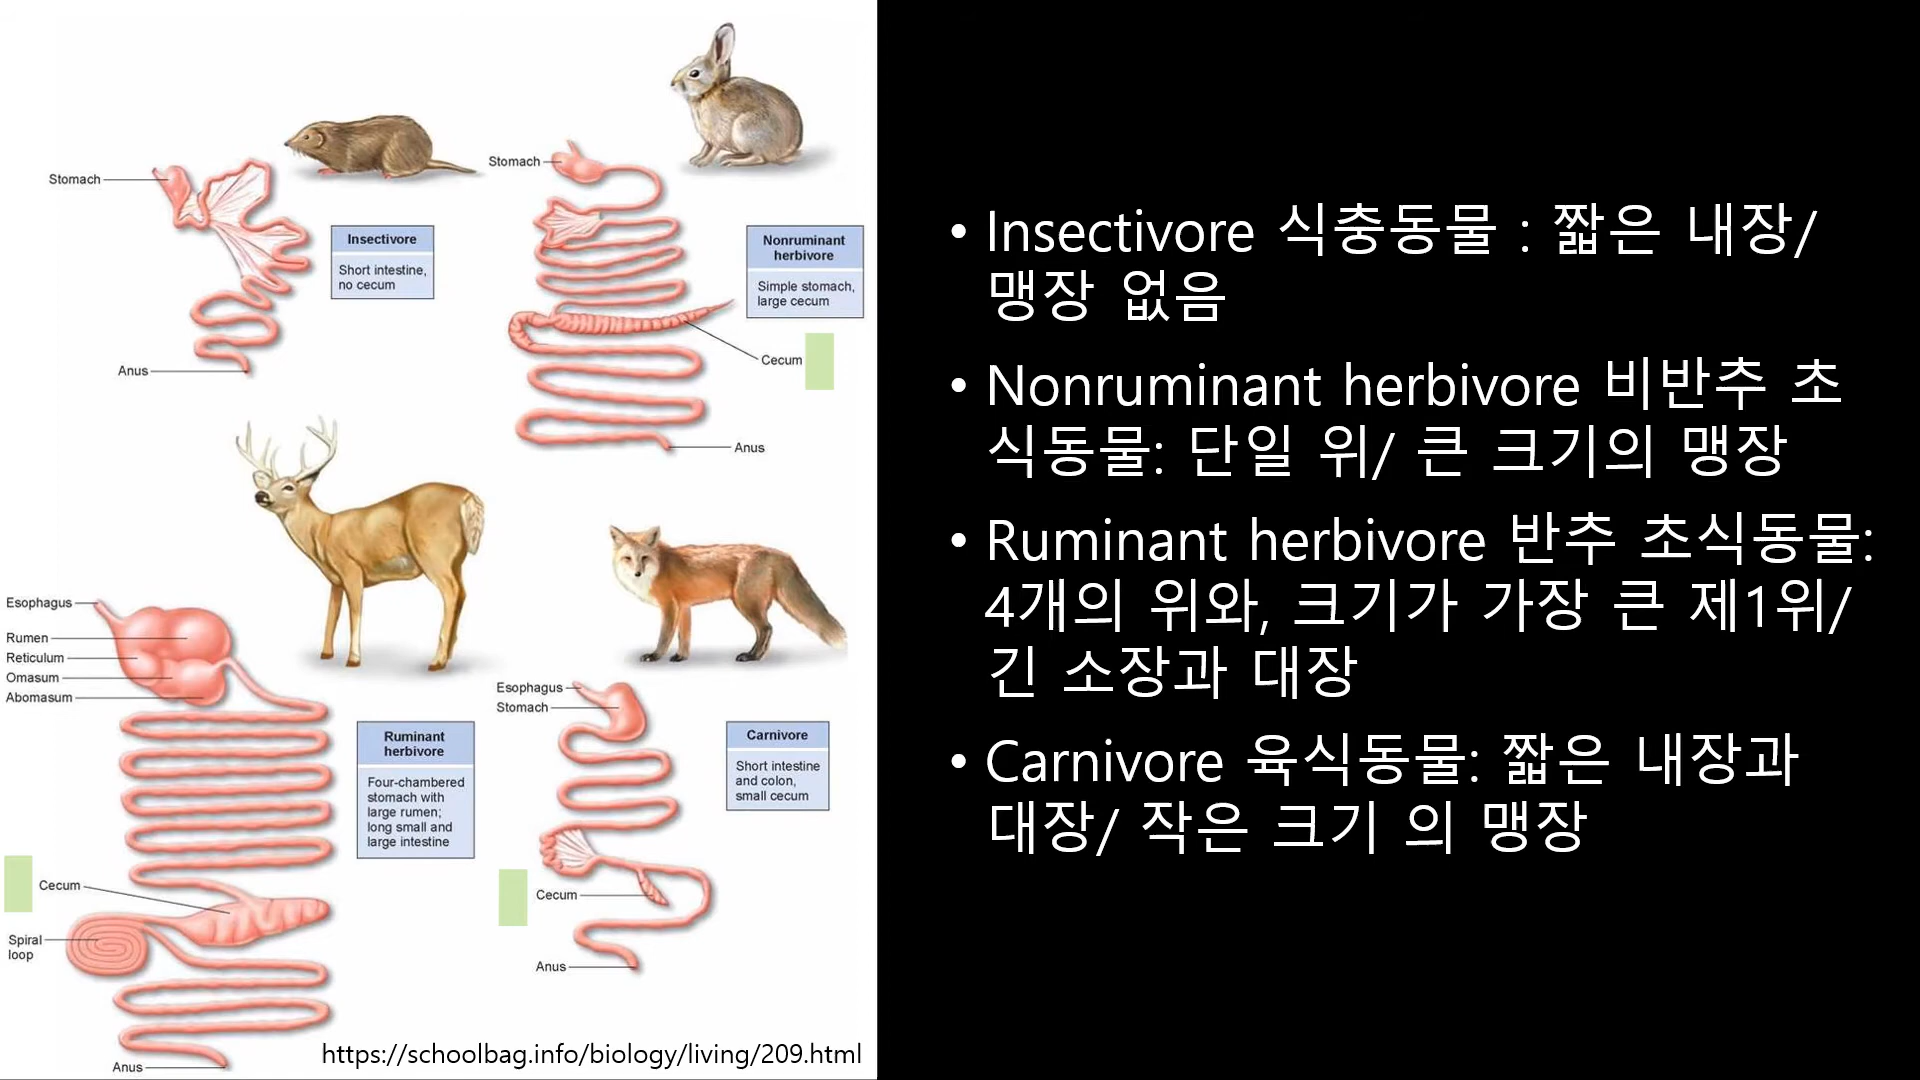 Stomach
Insectivore
Short intestine,
no cecum
Anus
Stomach
Nonruminant
herbivore
Simple stomach,
large cecum
Cecum
Anus
Esophagus
Rumen
Reticulum
Omasum
Abomasum
Ruminant
herbivore
Four-chambered
stomach with
large rumen;
long small and
large intestine
Cecum
Spiral
loop
Anus
Esophagus
Stomach
Carnivore
Short intestine
and colon,
small cecum
Cecum
Anus
https://schoolbag.info/biology/living/209.html
• Insectivore 식충동물 : 짧은 내장/
맹장 없음
• Nonruminant herbivore 비반추 초
식동물: 단일 위/ 큰 크기의 맹장
• Ruminant herbivore 반추 초식동물:
4개의 위와, 크기가 가장 큰 제1위/
긴 소장과 대장
• Carnivore 육식동물: 짧은 내장과
대장/ 작은 크기 의 맹장